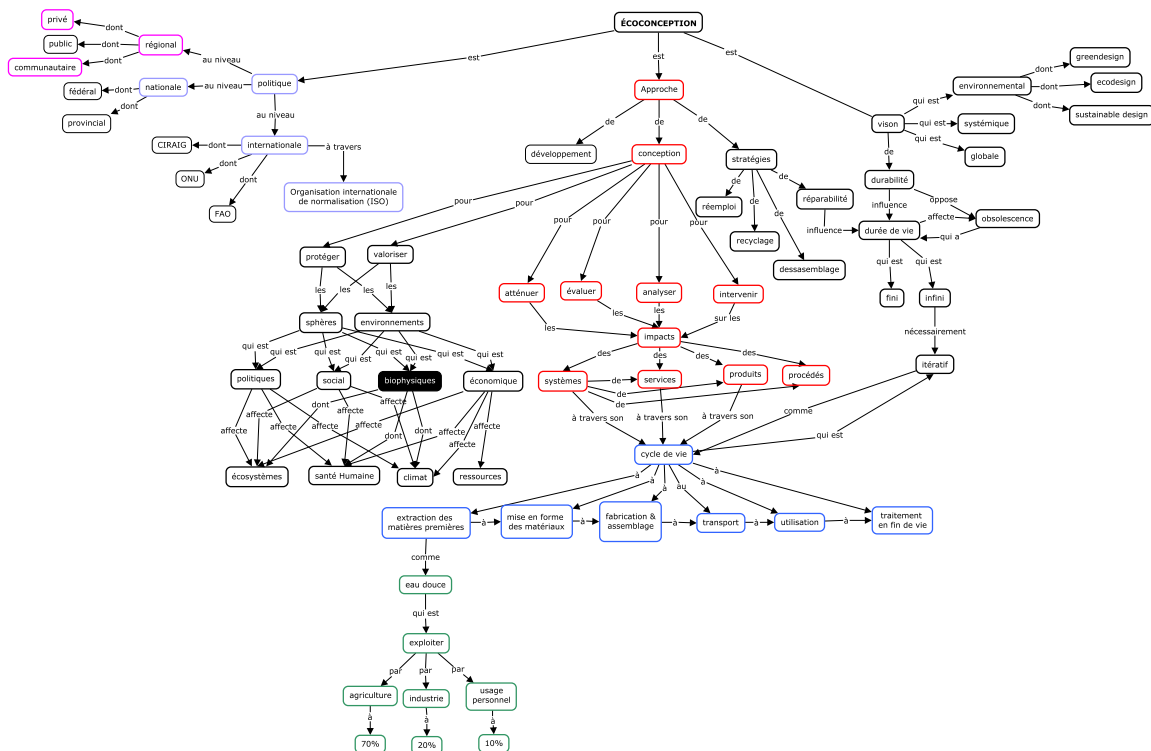 ÉCOCONCEPTION
est
est
est
privé
dont
public
dont
régional
communautaire
dont
au niveau
politique
nationale
au niveau
fédéral
dont
dont
provincial
au niveau
internationale
à travers
CIRAIG
dont
ONU
dont
dont
FAO
Organisation internationale
de normalisation (ISO)
Approche
de
de
de
développement
conception
stratégies
de
de
de
de
réemploi
recyclage
dessasemblage
réparabilité
influence
vison
qui est
qui est
qui est
environnemental
dont
dont
dont
greendesign
ecodesign
sustainable design
systémique
globale
de
durabilité
influence
oppose
affecte
obsolescence
qui a
durée de vie
qui est
qui est
fini
infini
nécessairement
itératif
comme
qui est
pour
pour
pour
pour
pour
pour
protéger
valoriser
les
les
les
les
atténuer
évaluer
analyser
intervenir
les
les
les
sur les
sphères
environnements
impacts
qui est
qui est
qui est
qui est
qui est
qui est
qui est
qui est
des
des
des
des
politiques
social
biophysiques
économique
systèmes
services
produits
procédés
de
de
de
affecte
affecte
affecte
affecte
affecte
affecte
affecte
affecte
affecte
affecte
dont
dont
dont
à travers son
à travers son
à travers son
écosystèmes
santé Humaine
climat
ressources
cycle de vie
à
à
à
au
à
à
extraction des
matières premières
à
mise en forme
des matériaux
à
fabrication &
assemblage
à
transport
à
utilisation
à
traitement
en fin de vie
comme
eau douce
qui est
exploiter
par
par
par
agriculture
industrie
usage
personnel
à
à
à
70%
20%
10%